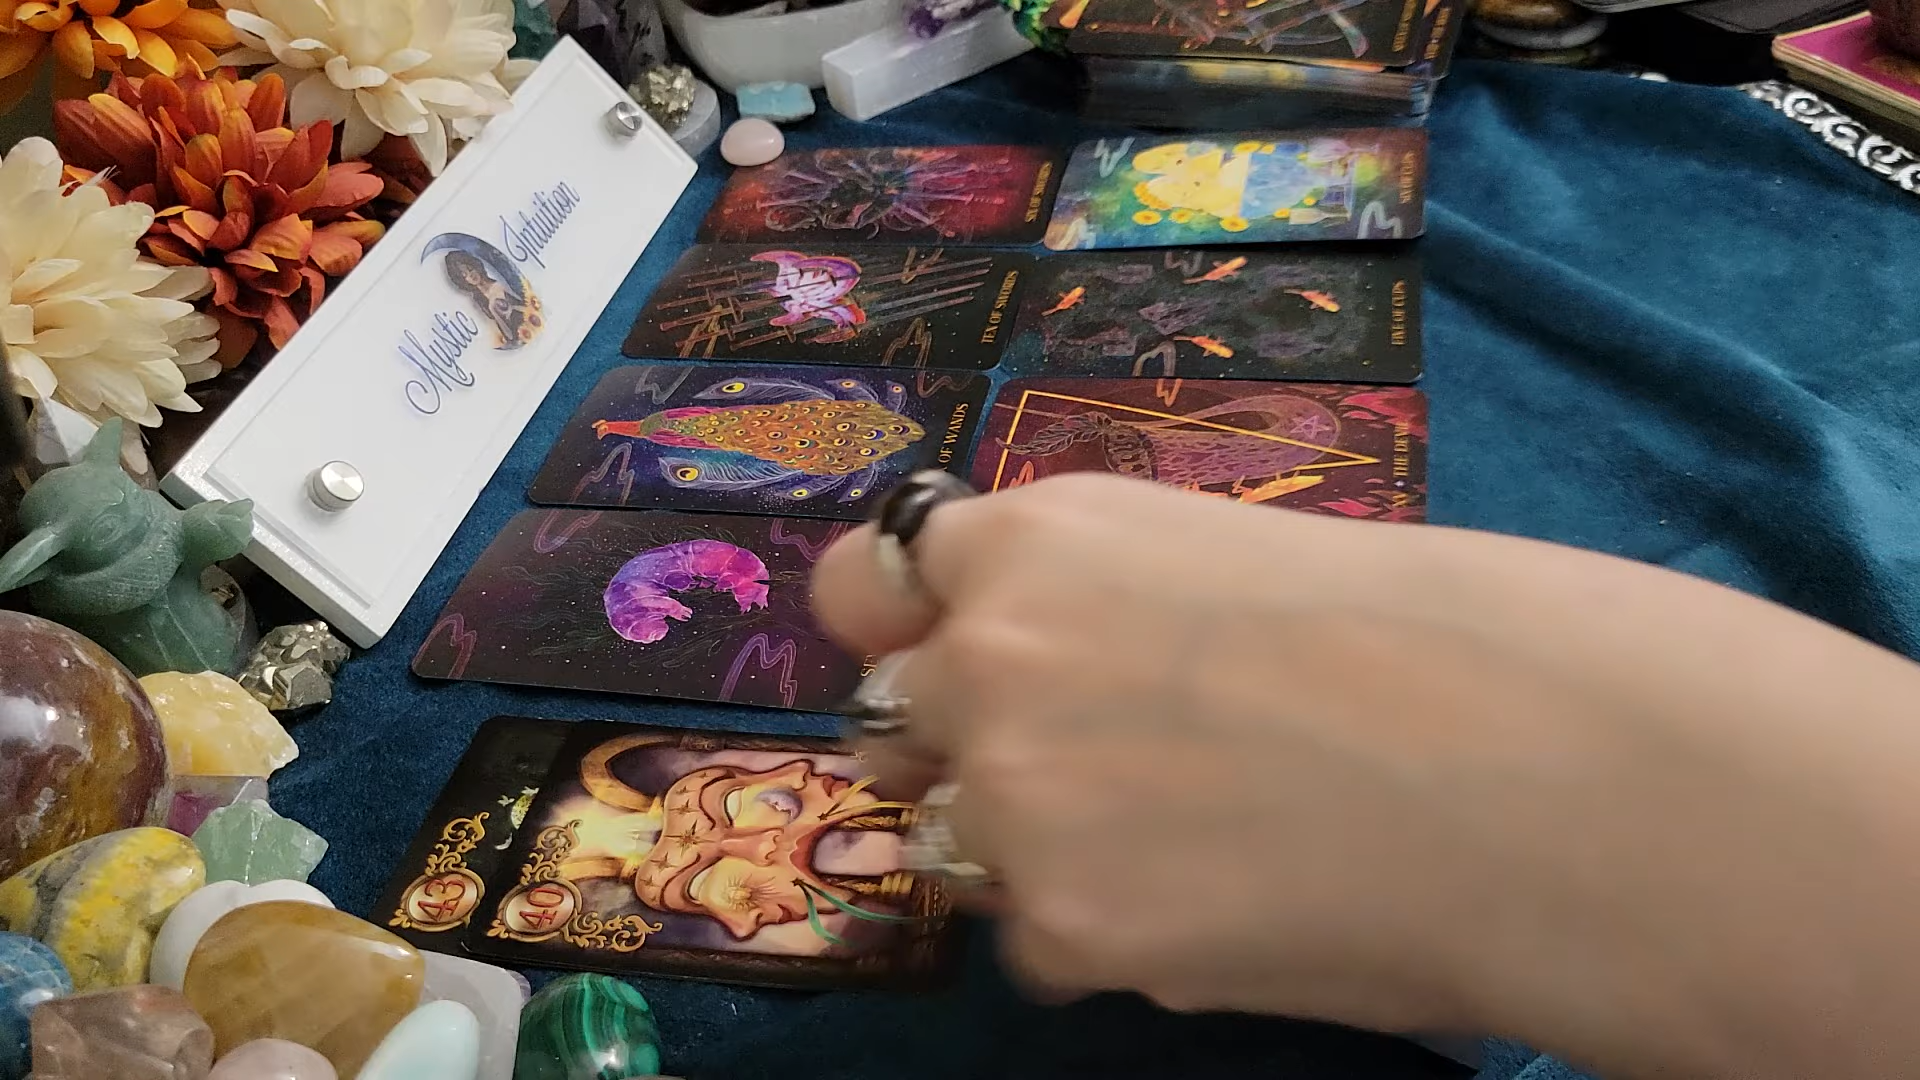 Mystic
Intuition
SIX OF SWORDS
SIX OF CUPS
TEN OF SWORDS
FIVE OF CUPS
OF WANDS
THE DEVIL
43
40